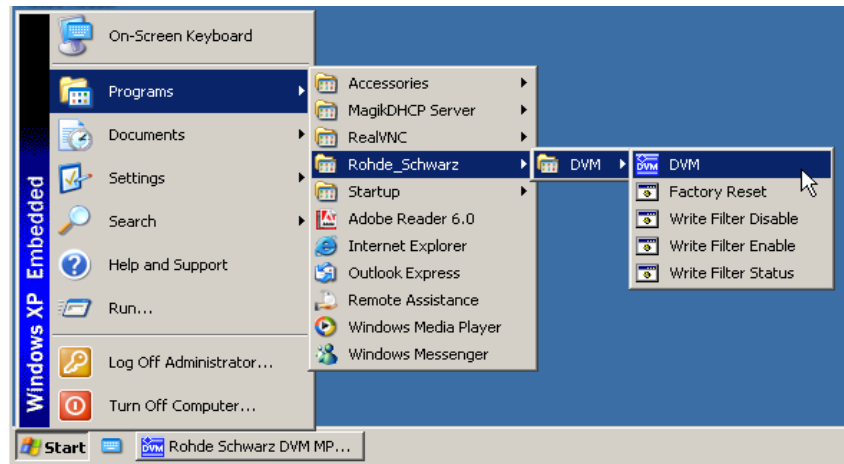 Windows XP Embedded
On-Screen Keyboard
Programs
Documents
Settings
Search
Help and Support
Run...
Log Off Administrator...
Turn Off Computer...
Accessories
MagikDHCP Server
RealVNC
Rohde_Schwarz
Startup
Adobe Reader 6.0
Internet Explorer
Outlook Express
Remote Assistance
Windows Media Player
Windows Messenger
DVM
DVM DVM
Factory Reset
Write Filter Disable
Write Filter Enable
Write Filter Status
Start
DVM Rohde Schwarz DVM MP...